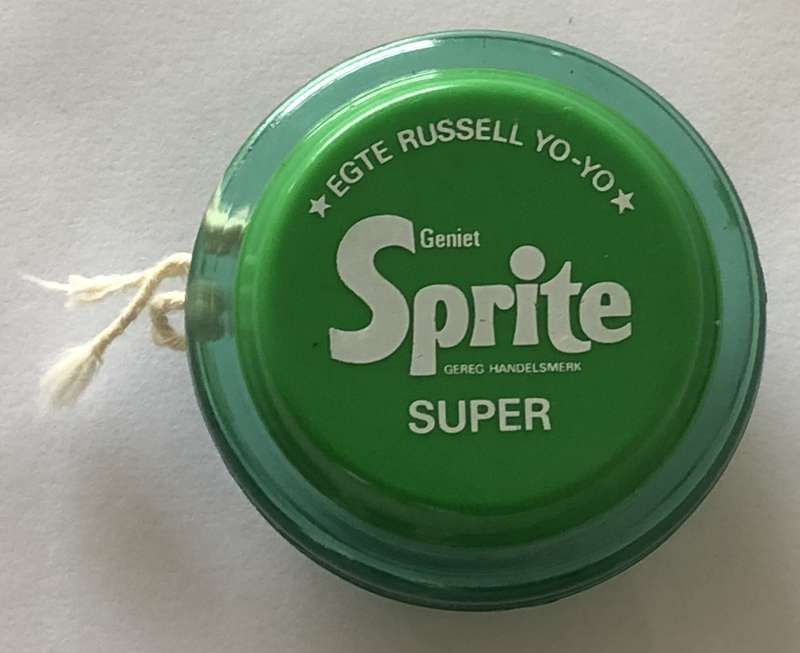 ★ EGTE RUSSELL YO-YO ★
Geniet
Sprite
GEREG HANDELSMERK
SUPER